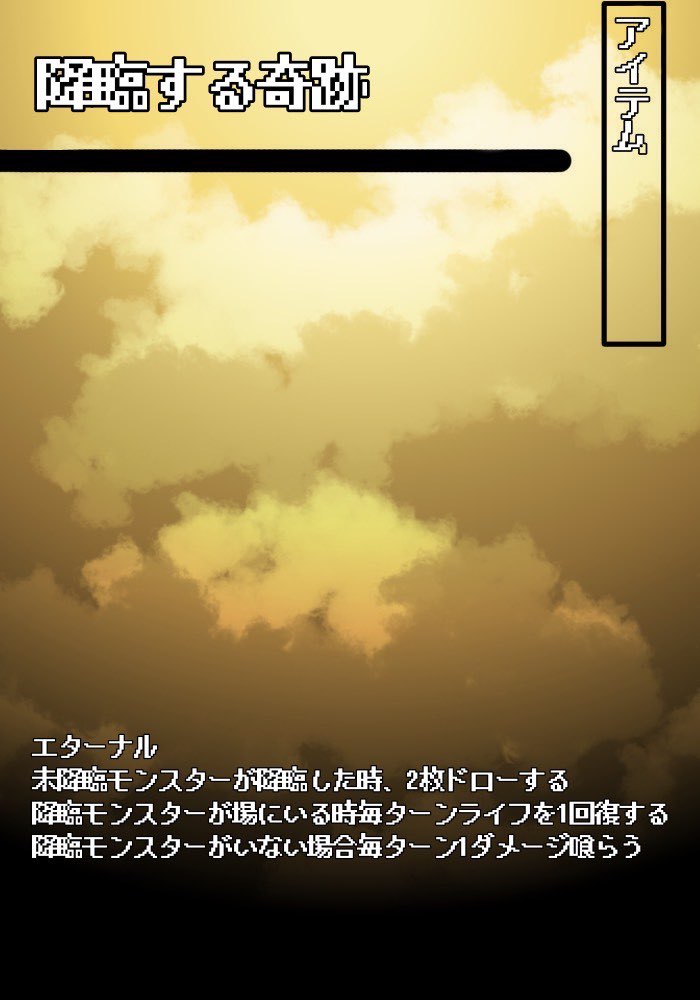 降臨する奇跡
アイテム
エターナル
未降臨モンスターが降臨した時、2枚ドローする
降臨モンスターが場にいる時毎ターンライフを1回復する
降臨モンスターがいない場合毎ターン1ダメージ喰らう